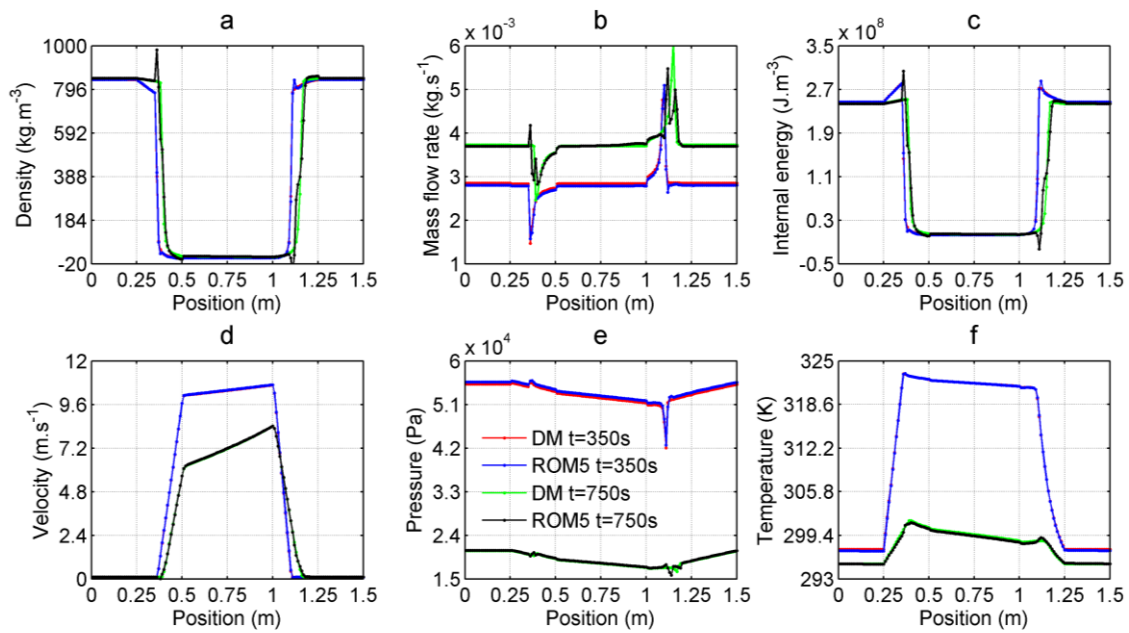 a
1000
796
592
388
184
-20
Density (kg.m⁻³)
0 0.25 0.5 0.75 1 1.25 1.5
Position (m)
b
x 10⁻³
6
5
4
3
2
1
Mass flow rate (kg.s⁻¹)
0 0.25 0.5 0.75 1 1.25 1.5
Position (m)
c
x 10⁸
3.5
2.7
1.9
1.1
0.3
-0.5
Internal energy (J.m⁻³)
0 0.25 0.5 0.75 1 1.25 1.5
Position (m)
d
12
9.6
7.2
4.8
2.4
0
Velocity (m.s⁻¹)
0 0.25 0.5 0.75 1 1.25 1.5
Position (m)
e
x 10⁴
6
5.1
4.2
3.3
2.4
1.5
Pressure (Pa)
DM t=350s
ROM5 t=350s
DM t=750s
ROM5 t=750s
0 0.25 0.5 0.75 1 1.25 1.5
Position (m)
f
325
318.6
312.2
305.8
299.4
293
Temperature (K)
0 0.25 0.5 0.75 1 1.25 1.5
Position (m)